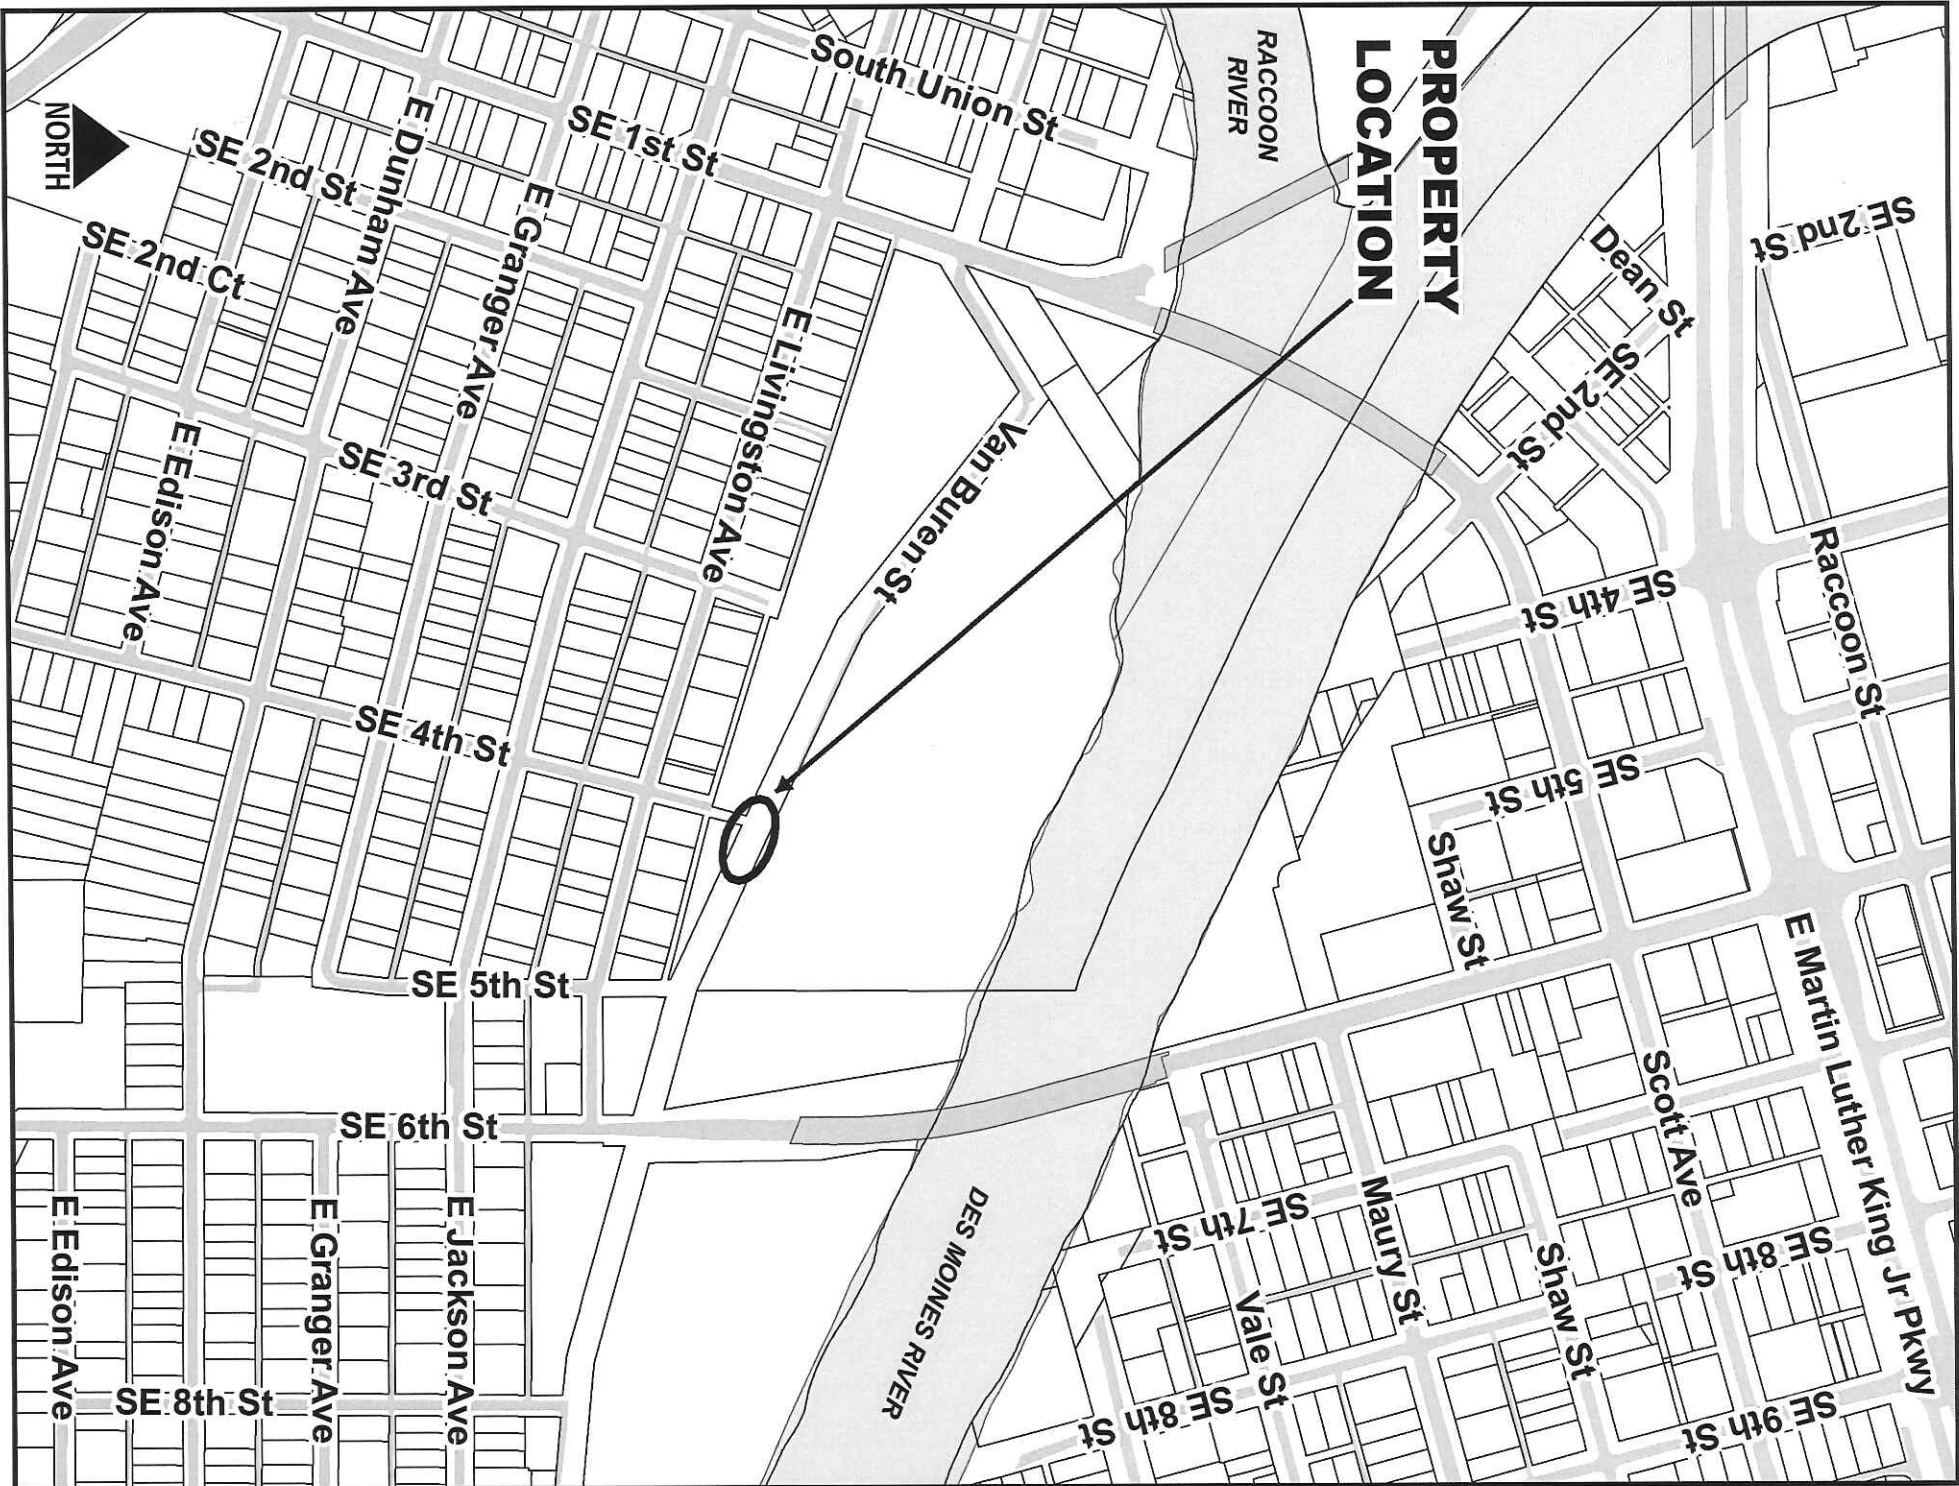 PROPERTY
LOCATION
RACCOON
RIVER
NORTH
South Union St
SE 1st St
SE 2nd St
SE 2nd Ct
E Dunham Ave
E Granger Ave
E Livingston Ave
E Edison Ave
SE 3rd St
SE 4th St
Van Buren St
SE 2nd St
Dean St
SE 2nd St
Raccoon St
SE 4th St
SE 5th St
Shaw St
E Martin Luther King Jr Pkwy
SE 5th St
SE 6th St
Scott Ave
DES MOINES RIVER
SE 7th St
Maury St
SE 8th St
Shaw St
Vale St
SE 8th St
SE 9th St
E Edison Ave
E Granger Ave
E Jackson Ave
SE 8th St